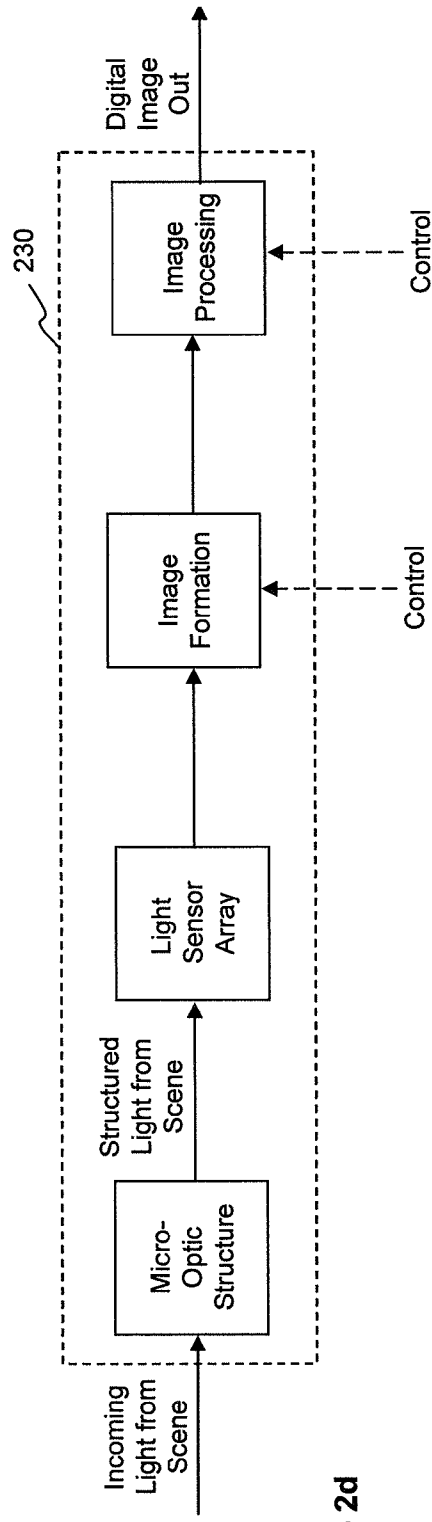 230
Incoming
Light from
Scene
Micro-
Optic
Structure
Structured
Light from
Scene
Light
Sensor
Array
Image
Formation
Image
Processing
Digital
Image
Out
Control
Control
2d